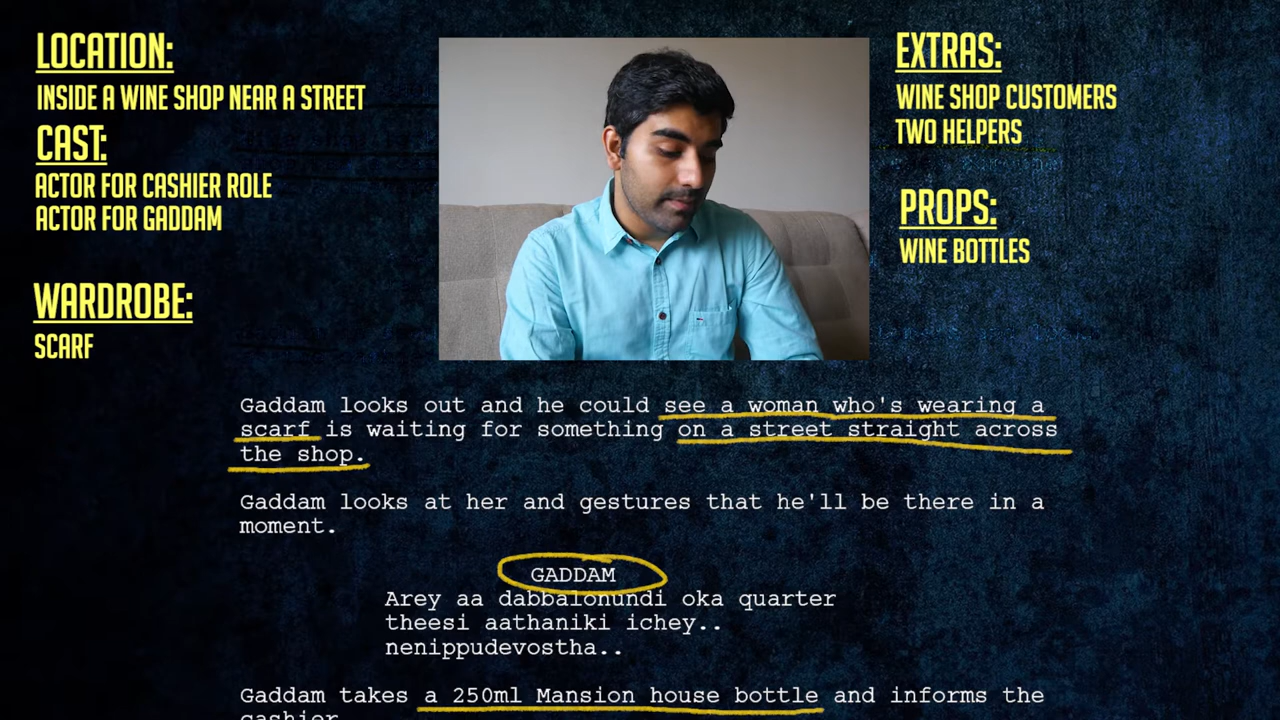 LOCATION:
INSIDE A WINE SHOP NEAR A STREET
CAST:
ACTOR FOR CASHIER ROLE
ACTOR FOR GADDAM
WARDROBE:
SCARF
EXTRAS:
WINE SHOP CUSTOMERS
TWO HELPERS
PROPS:
WINE BOTTLES
Gaddam looks out and he could see a woman who's wearing a
scarf is waiting for something on a street straight across
the shop.
Gaddam looks at her and gestures that he'll be there in a
moment.
GADDAM
Arey aa dabbalonundi oka quarter
theesi aathaniki ichey..
nenippudevostha..
Gaddam takes a 250ml Mansion house bottle and informs the
cashier